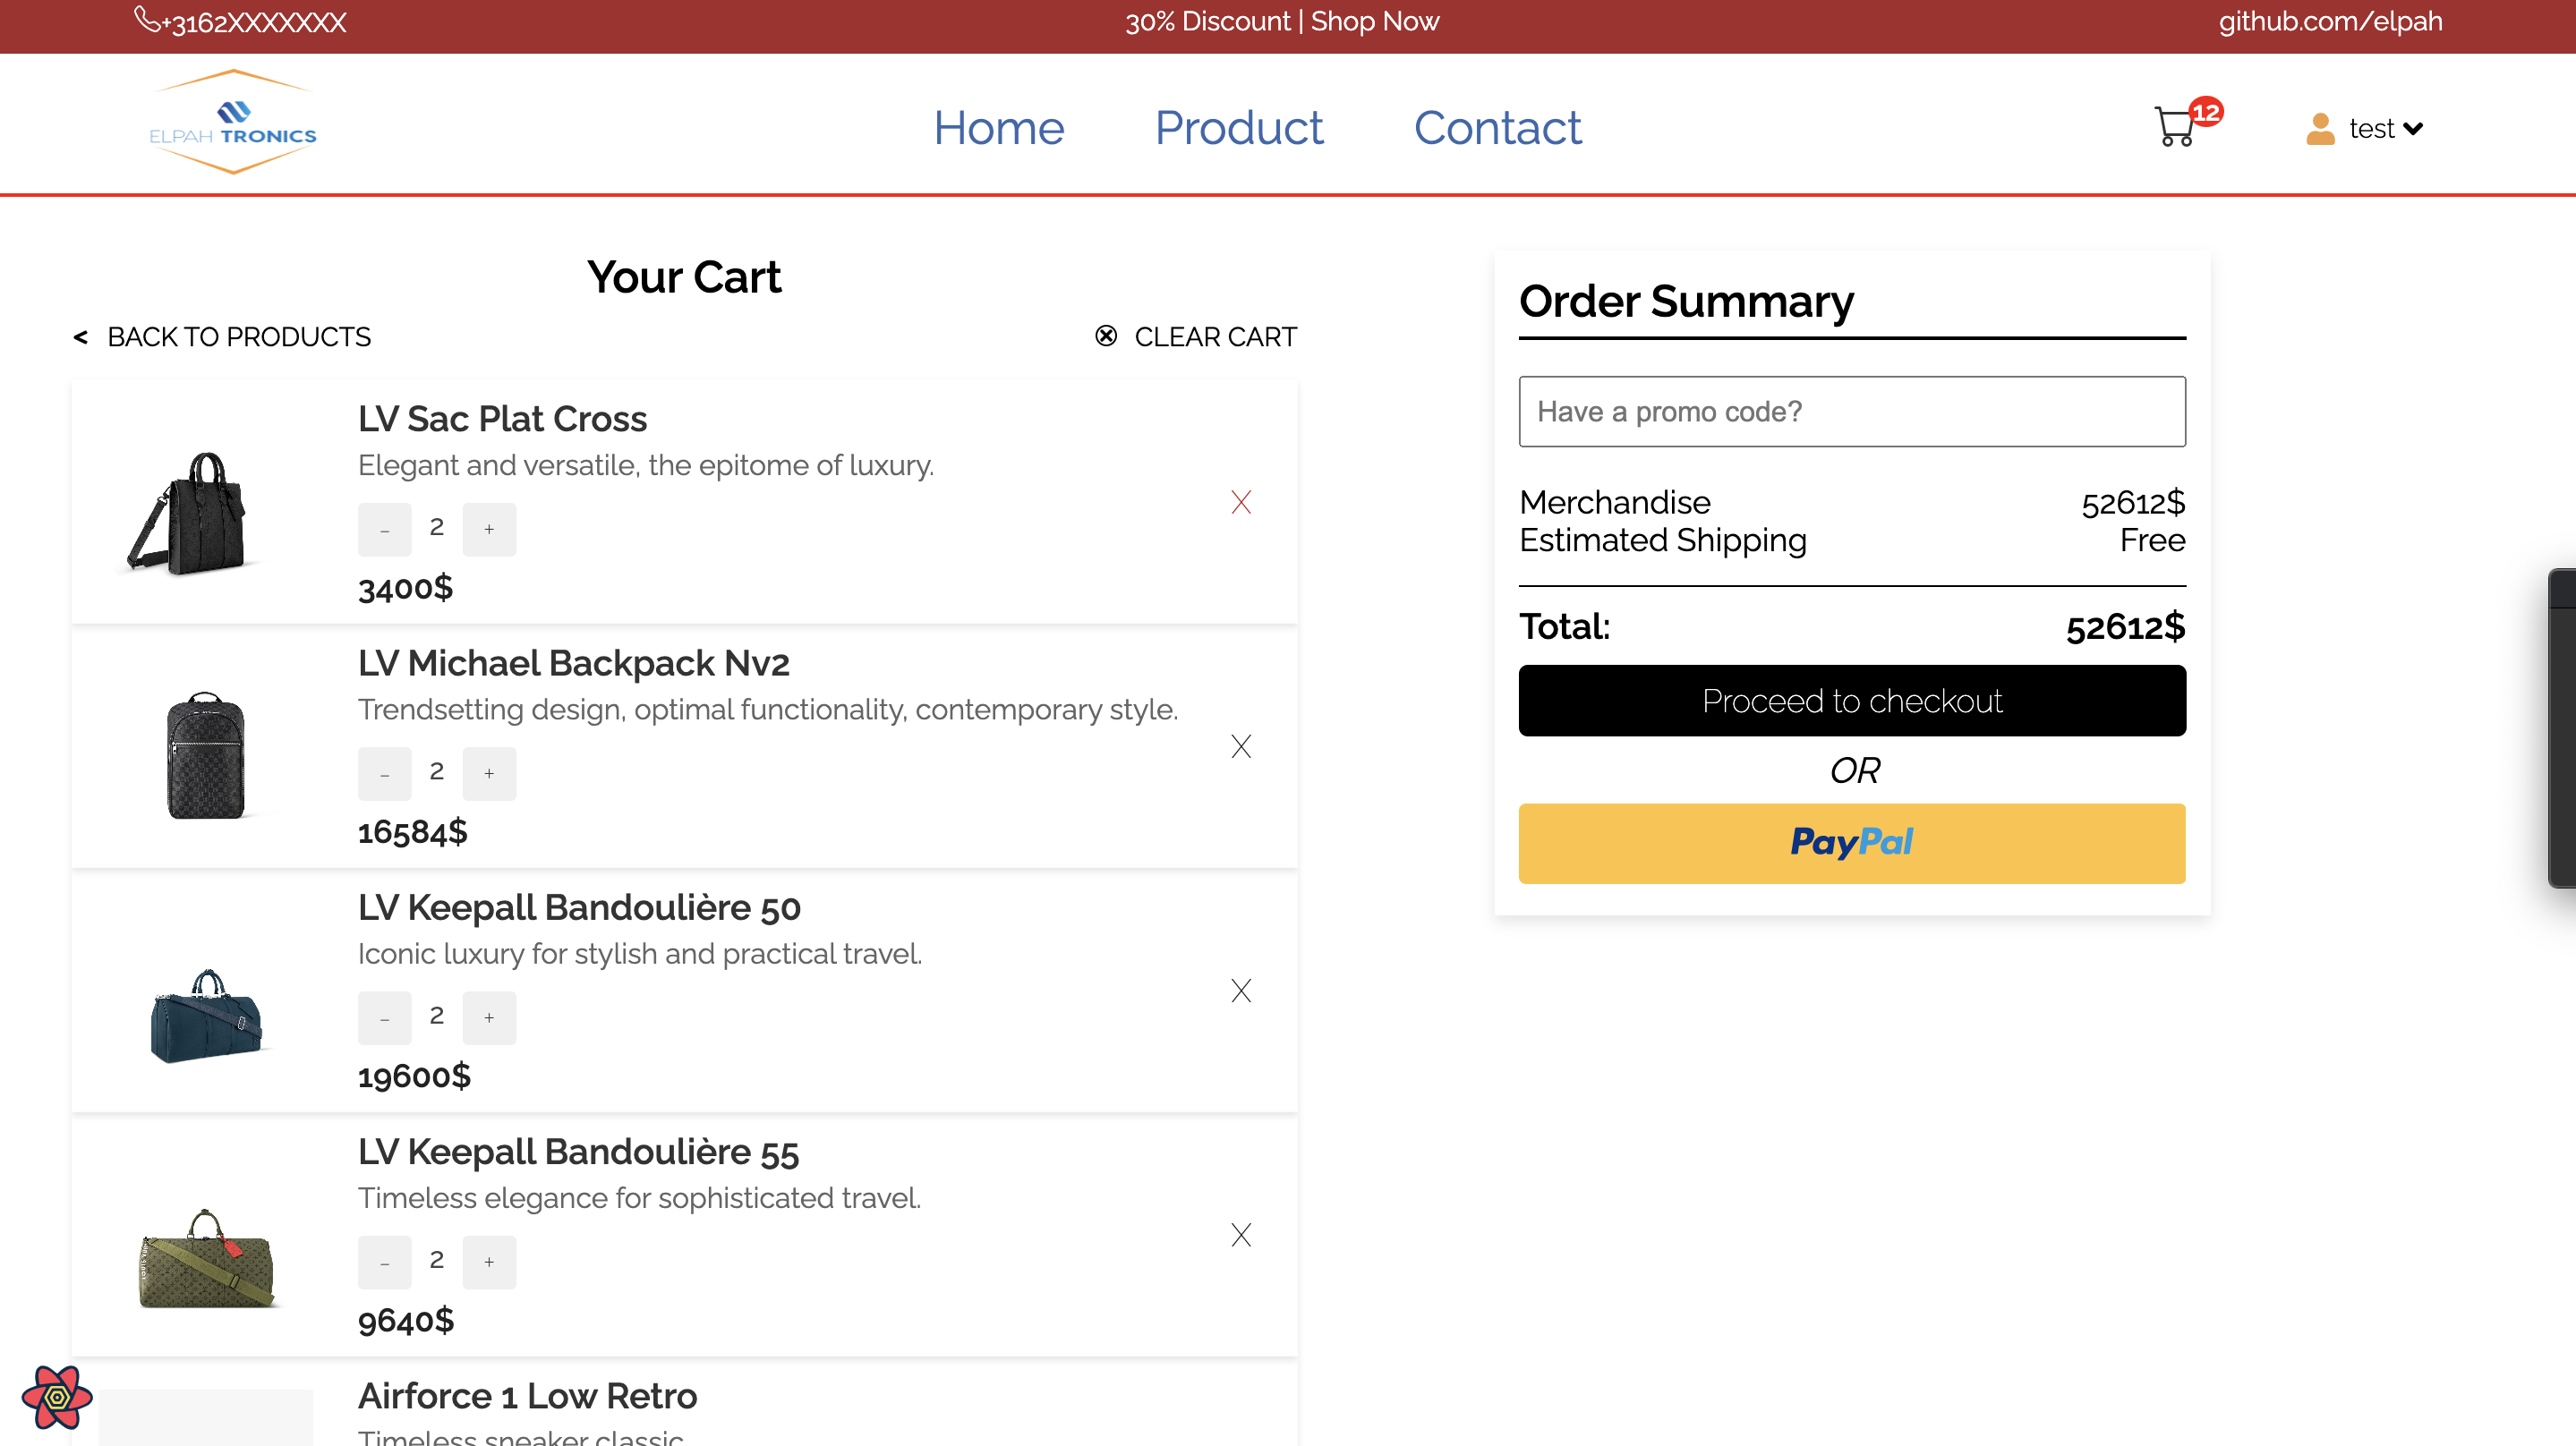 +3162XXXXXXX
30% Discount | Shop Now
github.com/elpah
ELPAH TRONICS
Home
Product
Contact
12
test
Your Cart
< BACK TO PRODUCTS
CLEAR CART
LV Sac Plat Cross
Elegant and versatile, the epitome of luxury.
- 2 +
3400$
X
LV Michael Backpack Nv2
Trendsetting design, optimal functionality, contemporary style.
- 2 +
16584$
X
LV Keepall Bandoulière 50
Iconic luxury for stylish and practical travel.
- 2 +
19600$
X
LV Keepall Bandoulière 55
Timeless elegance for sophisticated travel.
- 2 +
9640$
X
Airforce 1 Low Retro
Timeless sneaker classic
Order Summary
Have a promo code?
Merchandise 52612$
Estimated Shipping Free
Total: 52612$
Proceed to checkout
OR
PayPal